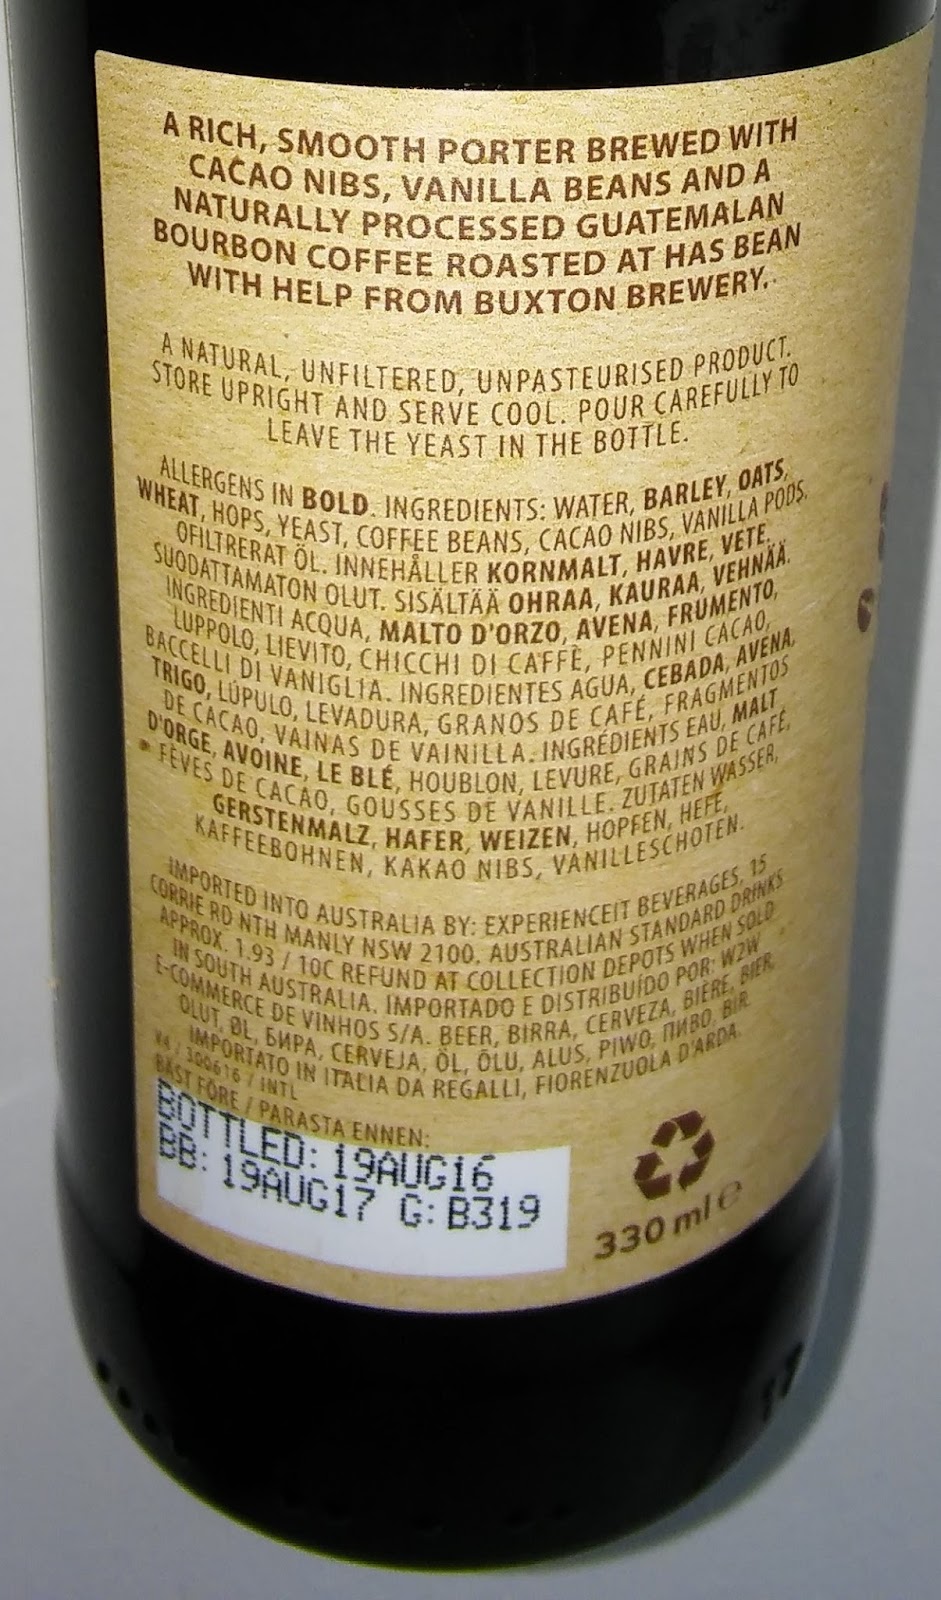 A RICH, SMOOTH PORTER BREWED WITH
CACAO NIBS, VANILLA BEANS AND A
NATURALLY PROCESSED GUATEMALAN
BOURBON COFFEE ROASTED AT HAS BEAN
WITH HELP FROM BUXTON BREWERY.
A NATURAL, UNFILTERED, UNPASTEURISED PRODUCT.
STORE UPRIGHT AND SERVE COOL. POUR CAREFULLY TO
LEAVE THE YEAST IN THE BOTTLE.
ALLERGENS IN BOLD. INGREDIENTS: WATER, BARLEY, OATS,
WHEAT, HOPS, YEAST, COFFEE BEANS, CACAO NIBS, VANILLA PODS.
OFILTRERAT ÖL. INNEHÅLLER KORNMALT, HAVRE, VETE.
SUODATTAMATON OLUT. SISÄLTÄÄ OHRAA, KAURAA, VEHNÄÄ.
INGREDIENTI ACQUA, MALTO D'ORZO, AVENA, FRUMENTO,
LUPPOLO, LIEVITO, CHICCHI DI CAFFÈ, PENNINI CACAO,
BACCELLI DI VANIGLIA. INGREDIENTES AGUA, CEBADA, AVENA,
TRIGO, LÚPULO, LEVADURA, GRANOS DE CAFÉ, FRAGMENTOS
DE CACAO, VAINAS DE VAINILLA. INGRÉDIENTS EAU, MALT
D'ORGE, AVOINE, LE BLÉ, HOUBLON, LEVURE, GRAINS DE CAFÉ,
FÈVES DE CACAO, GOUSSES DE VANILLE. ZUTATEN WASSER,
GERSTENMALZ, HAFER, WEIZEN, HOPFEN, HEFE,
KAFFEEBOHNEN, KAKAO NIBS, VANILLESCHOTEN.
IMPORTED INTO AUSTRALIA BY: EXPERIENCEIT BEVERAGES, 15
CORRIE RD NTH MANLY NSW 2100. AUSTRALIAN STANDARD DRINKS
APPROX. 1.93 / 10C REFUND AT COLLECTION DEPOTS WHEN SOLD
IN SOUTH AUSTRALIA. IMPORTADO E DISTRIBUÍDO POR: W2W
E-COMMERCE DE VINHOS S/A. BEER, BIRRA, CERVEZA, BIÈRE, BIER,
OLUT, ØL, БИРА, CERVEJA, ÖL, ÕLU, ALUS, PIWO, ПИВО, BIR.
IMPORTATO IN ITALIA DA REGALLI, FIORENZUOLA D'ARDA.
V4 / 300616 / INTL
BÄST FÖRE / PARASTA ENNEN:
BOTTLED: 19AUG16
BB: 19AUG17 G: B319
330 ml e